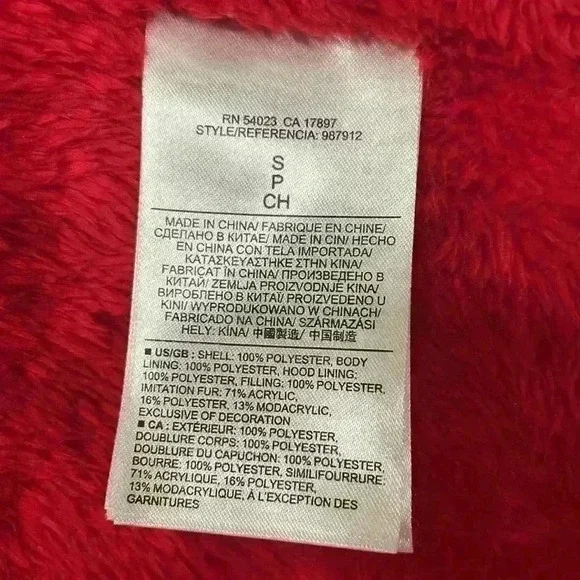 RN 54023 CA 17897
STYLE/REFERENCIA: 987912
S
P
CH
MADE IN CHINA/ FABRIQUE EN CHINE/
СДЕЛАНО В КИТАЕ/ MADE IN CIN/ HECHO
EN CHINA CON TELA IMPORTADA/
ΚΑΤΑΣΚΕΥΑΣΤΗΚΕ ΣΤΗΝ ΚΙΝΑ/
FABRICAT ÎN CHINA/ ПРОИЗВЕДЕНО В
КИТАЙ/ ZEMLJA PROIZVODNJE KINA/
ВИРОБЛЕНО В КИТАЇ/ PROIZVEDENO U
KINI/ WYPRODUKOWANO W CHINACH/
FABRICADO NA CHINA/ SZÁRMAZÁSI
HELY: KÍNA/ 中國製造/ 中国制造
■ US/GB : SHELL: 100% POLYESTER, BODY
LINING: 100% POLYESTER, HOOD LINING:
100% POLYESTER, FILLING: 100% POLYESTER,
IMITATION FUR: 71% ACRYLIC,
16% POLYESTER, 13% MODACRYLIC,
EXCLUSIVE OF DECORATION
■ CA : EXTÉRIEUR: 100% POLYESTER,
DOUBLURE CORPS: 100% POLYESTER,
DOUBLURE DU CAPUCHON: 100% POLYESTER,
BOURRE: 100% POLYESTER, SIMILIFOURRURE:
71% ACRYLIQUE, 16% POLYESTER,
13% MODACRYLIQUE, À L'EXCEPTION DES
GARNITURES